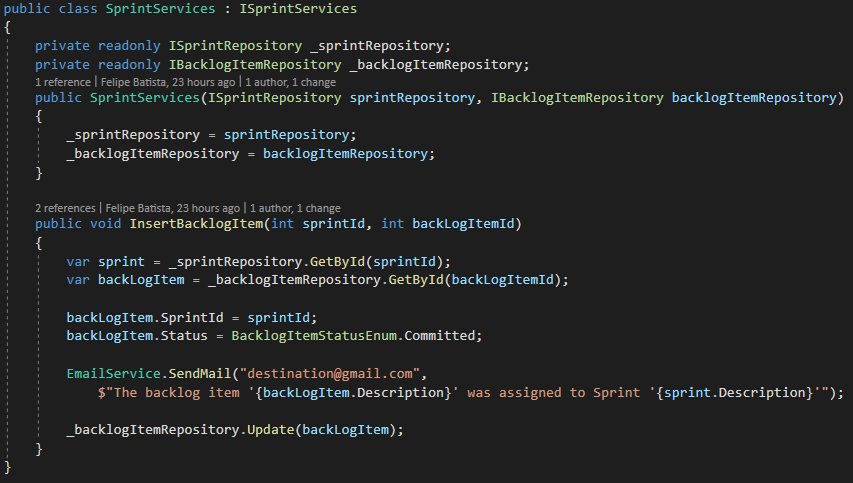 public class SprintServices : ISprintServices
{
    private readonly ISprintRepository _sprintRepository;
    private readonly IBacklogItemRepository _backlogItemRepository;
    1 reference | Felipe Batista, 23 hours ago | 1 author, 1 change
    public SprintServices(ISprintRepository sprintRepository, IBacklogItemRepository backlogItemRepository)
    {
        _sprintRepository = sprintRepository;
        _backlogItemRepository = backlogItemRepository;
    }
    2 references | Felipe Batista, 23 hours ago | 1 author, 1 change
    public void InsertBacklogItem(int sprintId, int backLogItemId)
    {
        var sprint = _sprintRepository.GetById(sprintId);
        var backLogItem = _backlogItemRepository.GetById(backLogItemId);
        backLogItem.SprintId = sprintId;
        backLogItem.Status = BacklogItemStatusEnum.Committed;
        EmailService.SendMail("destination@gmail.com",
            $"The backlog item '{backLogItem.Description}' was assigned to Sprint '{sprint.Description}'");
        _backlogItemRepository.Update(backLogItem);
    }
}